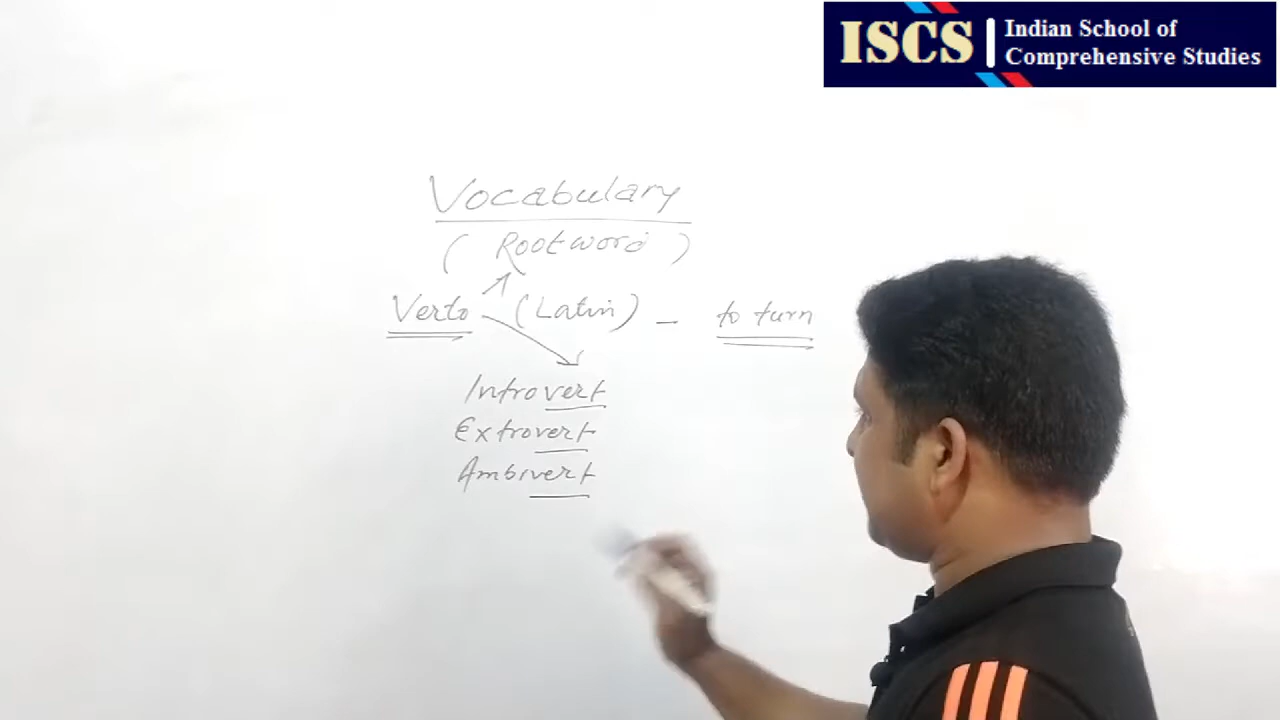 ISCS
Indian School of
Comprehensive Studies
Vocabulary
( Rootword )
Verto (Latin) - to turn
Introvert
Extrovert
Ambivert